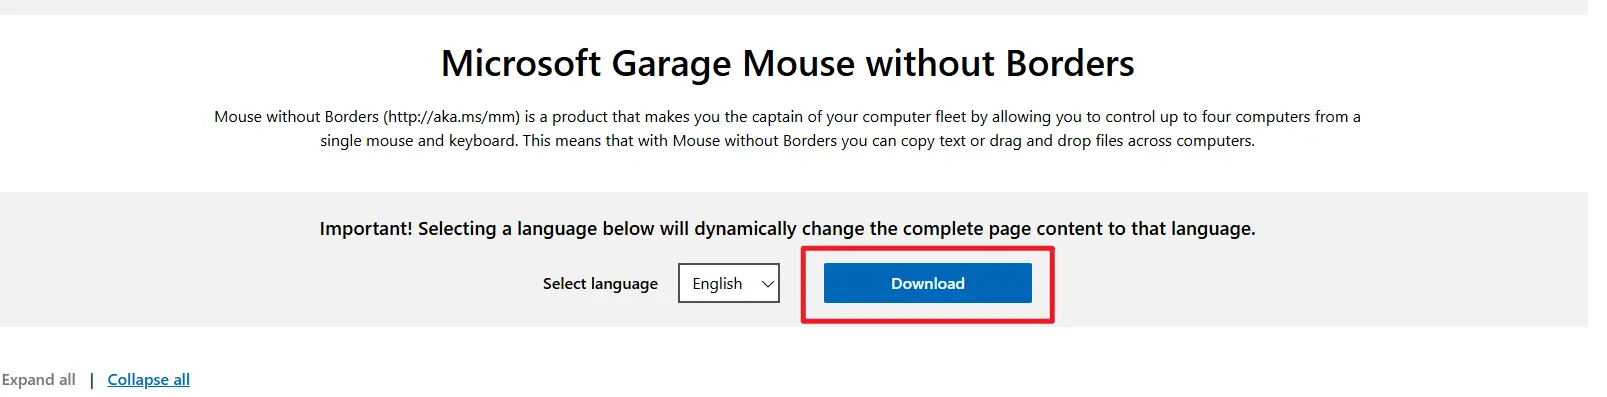 Microsoft Garage Mouse without Borders
Mouse without Borders (http://aka.ms/mm) is a product that makes you the captain of your computer fleet by allowing you to control up to four computers from a
single mouse and keyboard. This means that with Mouse without Borders you can copy text or drag and drop files across computers.
Important! Selecting a language below will dynamically change the complete page content to that language.
Select language English Download
Expand all | Collapse all